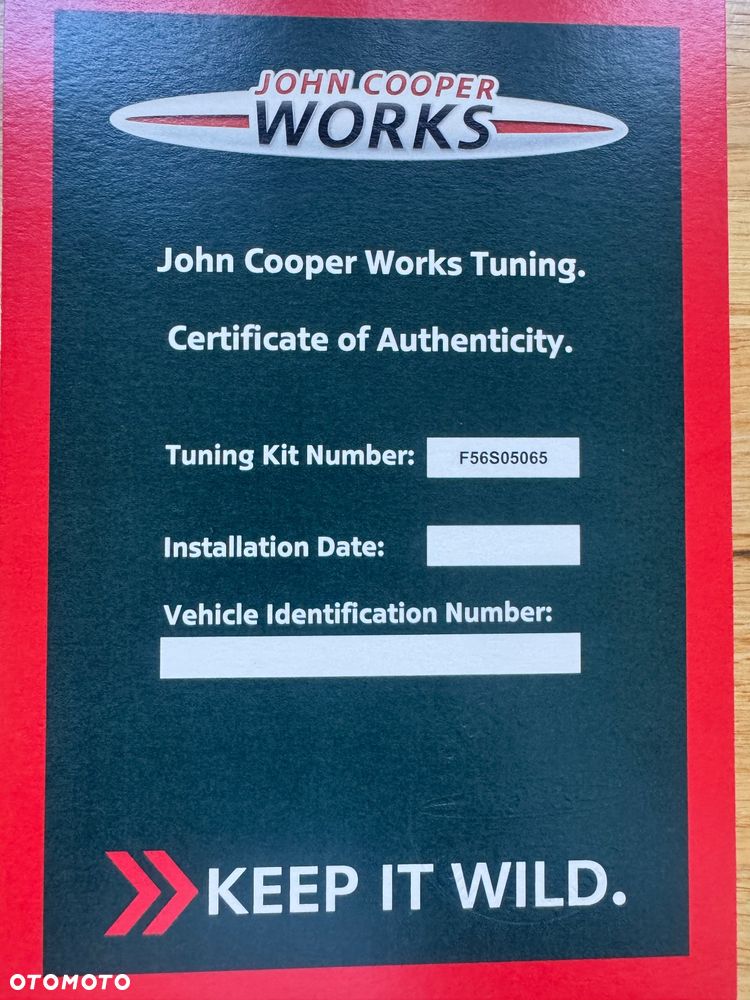 JOHN COOPER
WORKS
John Cooper Works Tuning.
Certificate of Authenticity.
Tuning Kit Number: F56S05065
Installation Date:
Vehicle Identification Number:
KEEP IT WILD.
OTOMOTO